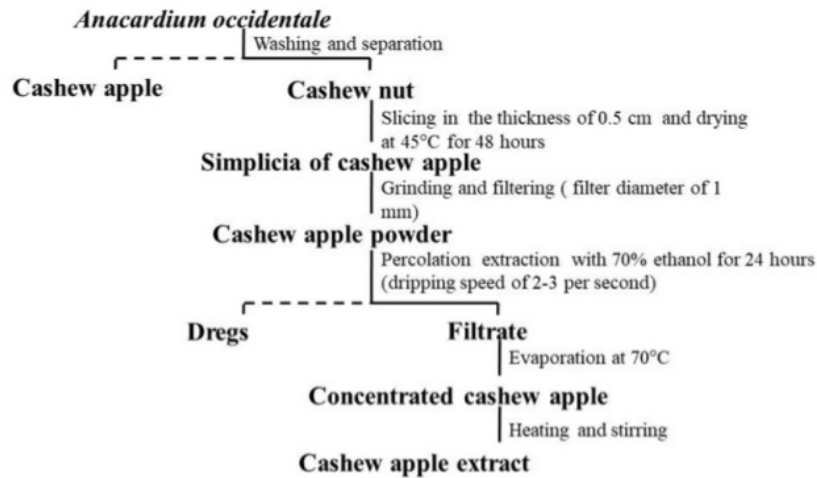 Anacardium occidentale
Washing and separation
Cashew apple
Cashew nut
Slicing in the thickness of 0.5 cm and drying
at 45°C for 48 hours
Simplicia of cashew apple
Grinding and filtering ( filter diameter of 1
mm)
Cashew apple powder
Percolation extraction with 70% ethanol for 24 hours
(dripping speed of 2-3 per second)
Dregs
Filtrate
Evaporation at 70°C
Concentrated cashew apple
Heating and stirring
Cashew apple extract